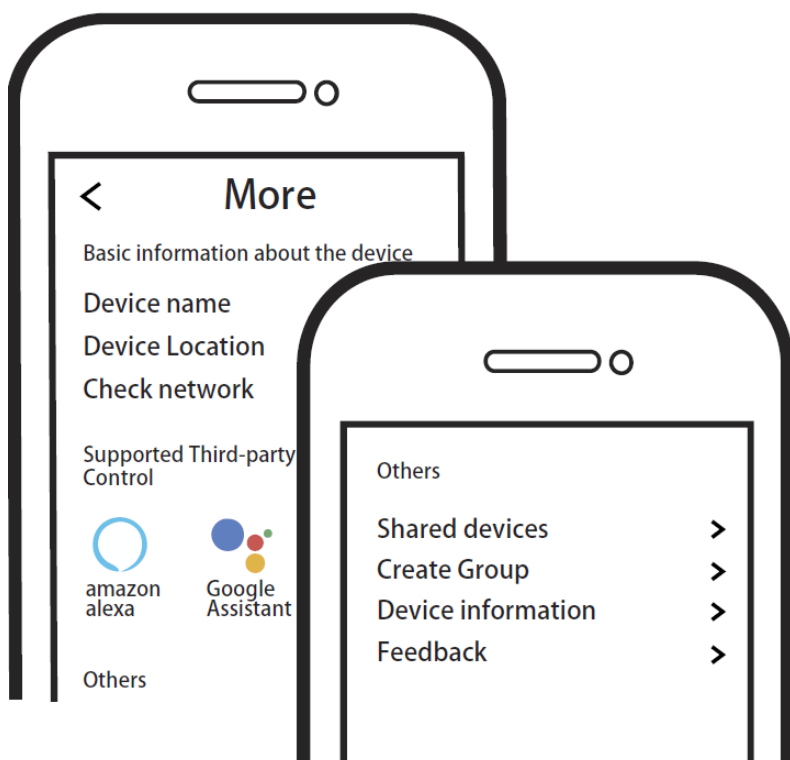 More
Basic information about the device
Device name
Device Location
Check network
Supported Third-party
Control
amazon
alexa
Google
Assistant
Others
Others
Shared devices
Create Group
Device information
Feedback